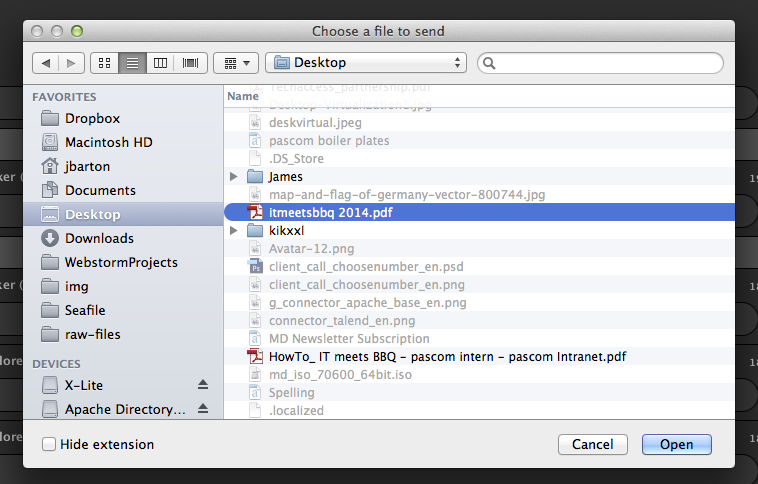 Choose a file to send
Desktop
FAVORITES
Dropbox
Macintosh HD
jbarton
Documents
Desktop
Downloads
WebstormProjects
img
Seafile
raw-files
DEVICES
X-Lite
Apache Directory...
Name
Techaccess_partnership.pdf
deskvirtual.jpeg
pascom boiler plates
.DS_Store
James
map-and-flag-of-germany-vector-800744.jpg
itmeetsbbq 2014.pdf
kikxxl
Avatar-12.png
client_call_choosenumber_en.psd
client_call_choosenumber_en.png
g_connector_apache_base_en.png
connector_talend_en.png
MD Newsletter Subscription
HowTo_ IT meets BBQ - pascom intern - pascom Intranet.pdf
md_iso_70600_64bit.iso
Spelling
.localized
Hide extension
Cancel
Open